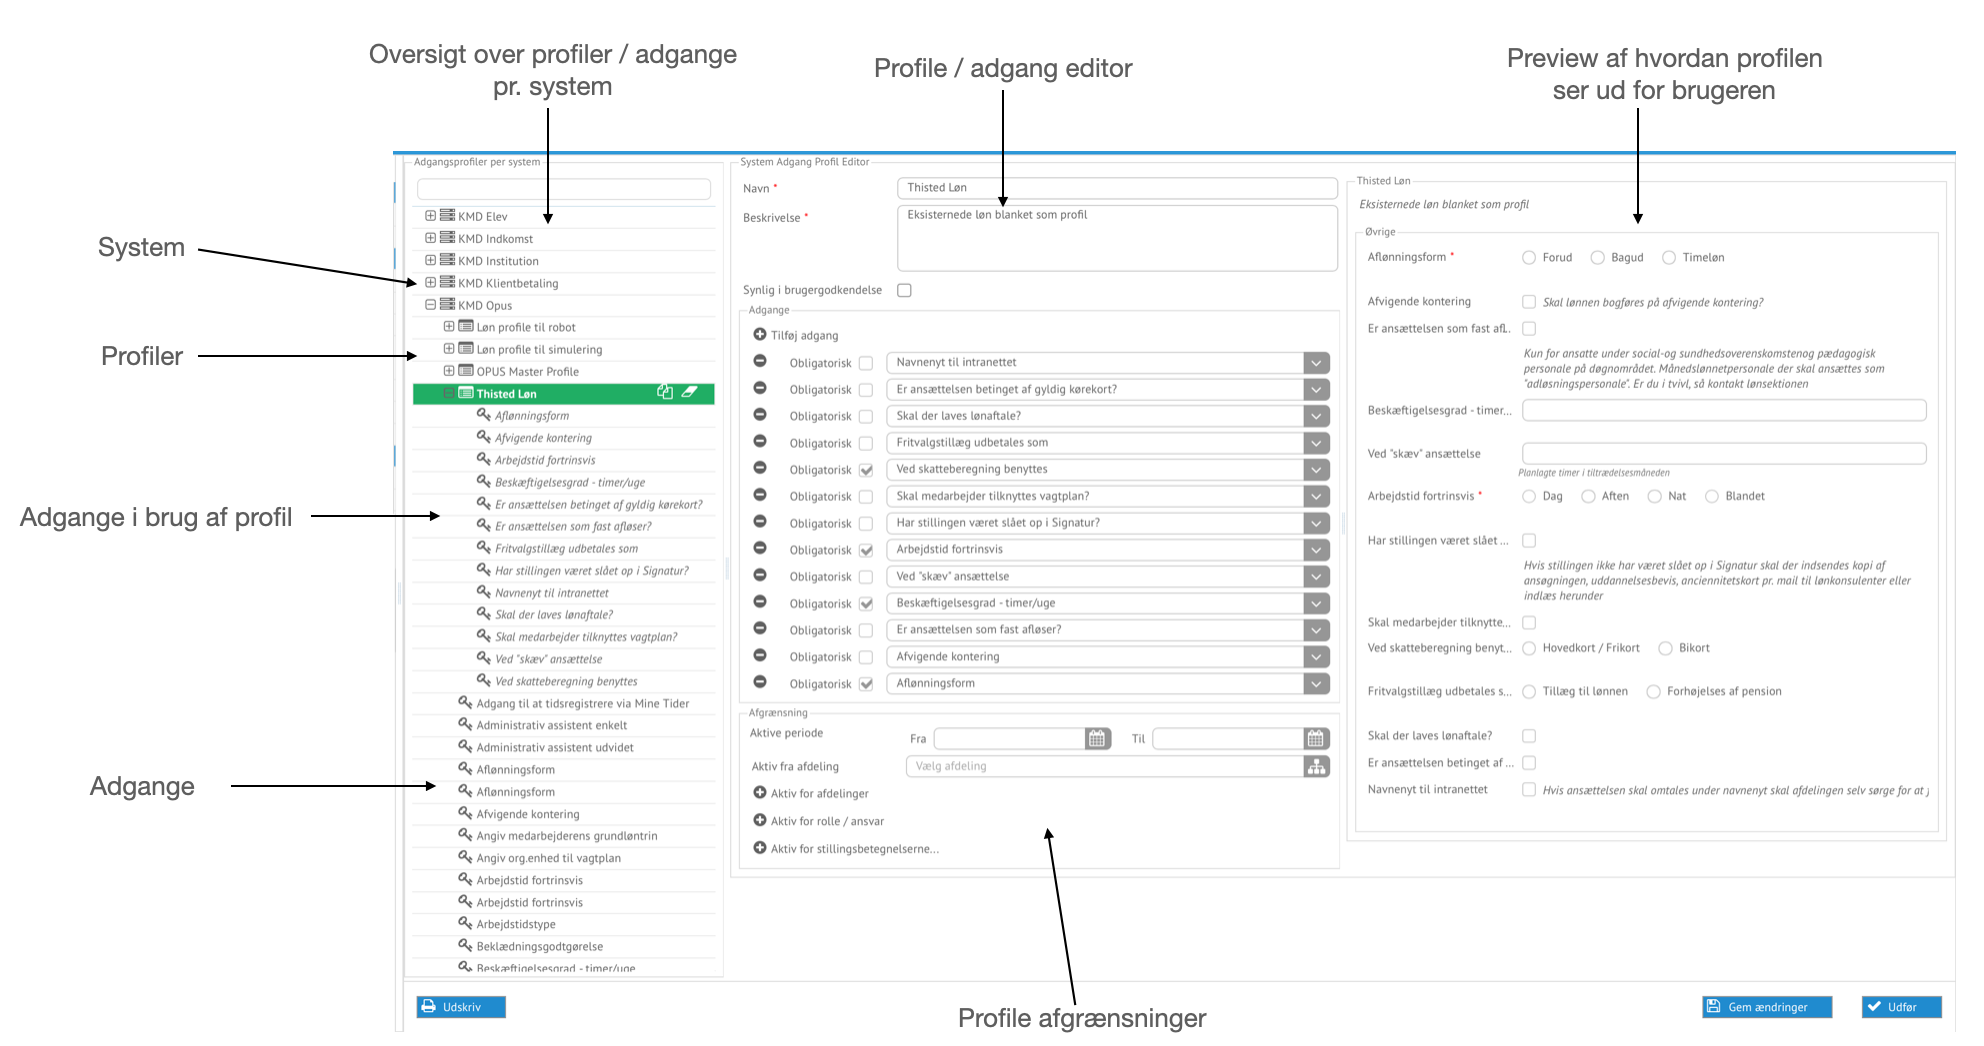 Oversigt over profiler / adgange
pr. system
Profile / adgang editor
Preview af hvordan profilen
ser ud for brugeren
System
Profiler
Adgange i brug af profil
Adgange
Profile afgrænsninger
Adgangsprofiler per system
KMD Elev
KMD Indkomst
KMD Institution
KMD Klientbetaling
KMD Opus
Løn profile til robot
Løn profile til simulering
OPUS Master Profile
Thisted Løn
Aflønningsform
Afvigende kontering
Arbejdstid fortrinsvis
Beskæftigelsesgrad - timer/uge
Er ansættelsen betinget af gyldig kørekort?
Er ansættelsen som fast afløser?
Fritvalgstillæg udbetales som
Har stillingen været slået op i Signatur?
Navnenyt til intranettet
Skal der laves lønaftale?
Skal medarbejder tilknyttes vagtplan?
Ved "skæv" ansættelse
Ved skatteberegning benyttes
Adgang til at tidsregistrere via Mine Tider
Administrativ assistent enkelt
Administrativ assistent udvidet
Aflønningsform
Aflønningsform
Afvigende kontering
Angiv medarbejderens grundløntrin
Angiv org.enhed til vagtplan
Arbejdstid fortrinsvis
Arbejdstid fortrinsvis
Arbejdstidstype
Beklædningsgodtgørelse
Beskæftigelsesgrad - timer/uge
System Adgang Profil Editor
Navn * Thisted Løn
Beskrivelse * Eksisternede løn blanket som profil
Synlig i brugergodkendelse
Adgange
Tilføj adgang
Obligatorisk Navnenyt til intranettet
Obligatorisk Er ansættelsen betinget af gyldig kørekort?
Obligatorisk Skal der laves lønaftale?
Obligatorisk Fritvalgstillæg udbetales som
Obligatorisk Ved skatteberegning benyttes
Obligatorisk Skal medarbejder tilknyttes vagtplan?
Obligatorisk Har stillingen været slået op i Signatur?
Obligatorisk Arbejdstid fortrinsvis
Obligatorisk Ved "skæv" ansættelse
Obligatorisk Beskæftigelsesgrad - timer/uge
Obligatorisk Er ansættelsen som fast afløser?
Obligatorisk Afvigende kontering
Obligatorisk Aflønningsform
Afgrænsning
Aktive periode Fra Til
Aktiv fra afdeling Vælg afdeling
Aktiv for afdelinger
Aktiv for rolle / ansvar
Aktiv for stillingsbetegnelserne...
Thisted Løn
Eksisternede løn blanket som profil
Øvrige
Aflønningsform * Forud Bagud Timeløn
Afvigende kontering Skal lønnen bogføres på afvigende kontering?
Er ansættelsen som fast afl..
Kun for ansatte under social-og sundhedsoverenskomstenog pædagogisk
personale på døgnområdet. Månedslønnetpersonale der skal ansættes som
"adløsningspersonale". Er du i tvivl, så kontakt lønsektionen
Beskæftigelsesgrad - timer...
Ved "skæv" ansættelse
Planlagte timer i tiltrædelsesmåneden
Arbejdstid fortrinsvis * Dag Aften Nat Blandet
Har stillingen været slået ...
Hvis stillingen ikke har været slået op i Signatur skal der indsendes kopi af
ansøgningen, uddannelsesbevis, anciennitetskort pr. mail til lønkonsulenter eller
indlæs herunder
Skal medarbejder tilknytte...
Ved skatteberegning benyt... Hovedkort / Frikort Bikort
Fritvalgstillæg udbetales s... Tillæg til lønnen Forhøjelses af pension
Skal der laves lønaftale?
Er ansættelsen betinget af ...
Navnenyt til intranettet Hvis ansættelsen skal omtales under navnenyt skal afdelingen selv sørge for at
Udskriv
Gem ændringer
Udfør